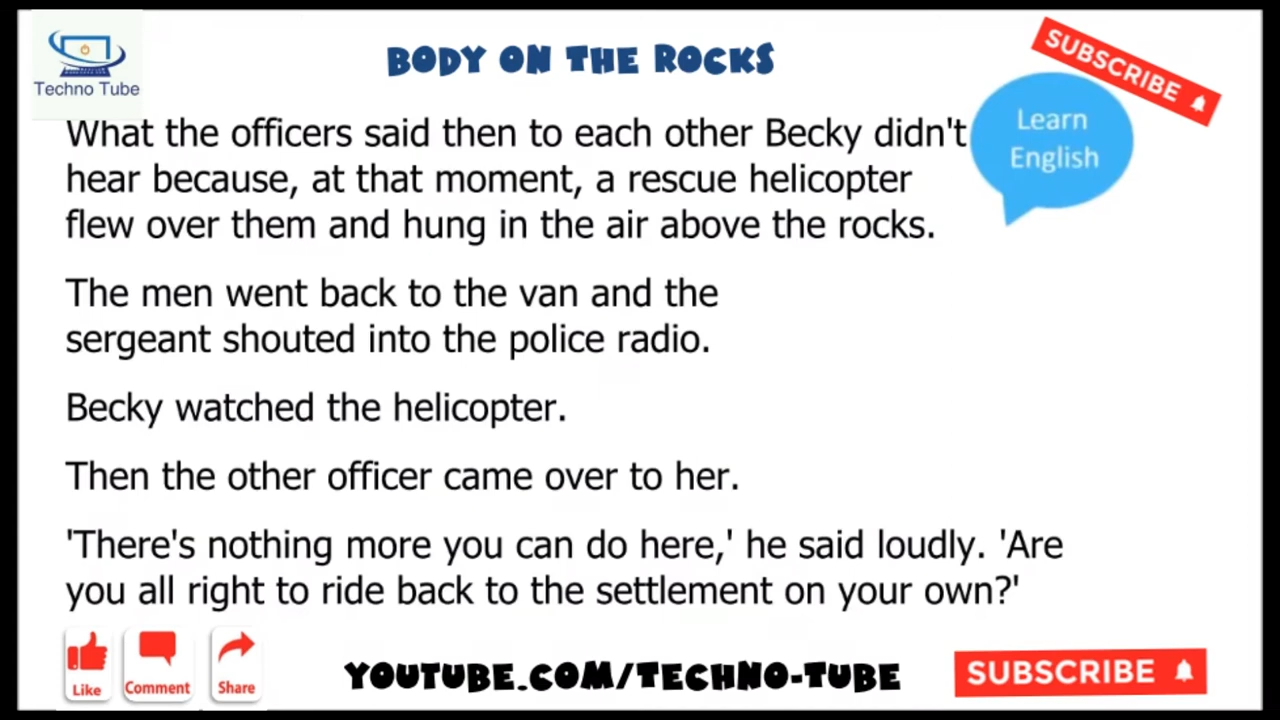 Techno Tube
BODY ON THE ROCKS
SUBSCRIBE
Learn
English
What the officers said then to each other Becky didn't
hear because, at that moment, a rescue helicopter
flew over them and hung in the air above the rocks.
The men went back to the van and the
sergeant shouted into the police radio.
Becky watched the helicopter.
Then the other officer came over to her.
'There's nothing more you can do here,' he said loudly. 'Are
you all right to ride back to the settlement on your own?'
Like
Comment
Share
YOUTUBE.COM/TECHNO-TUBE
SUBSCRIBE